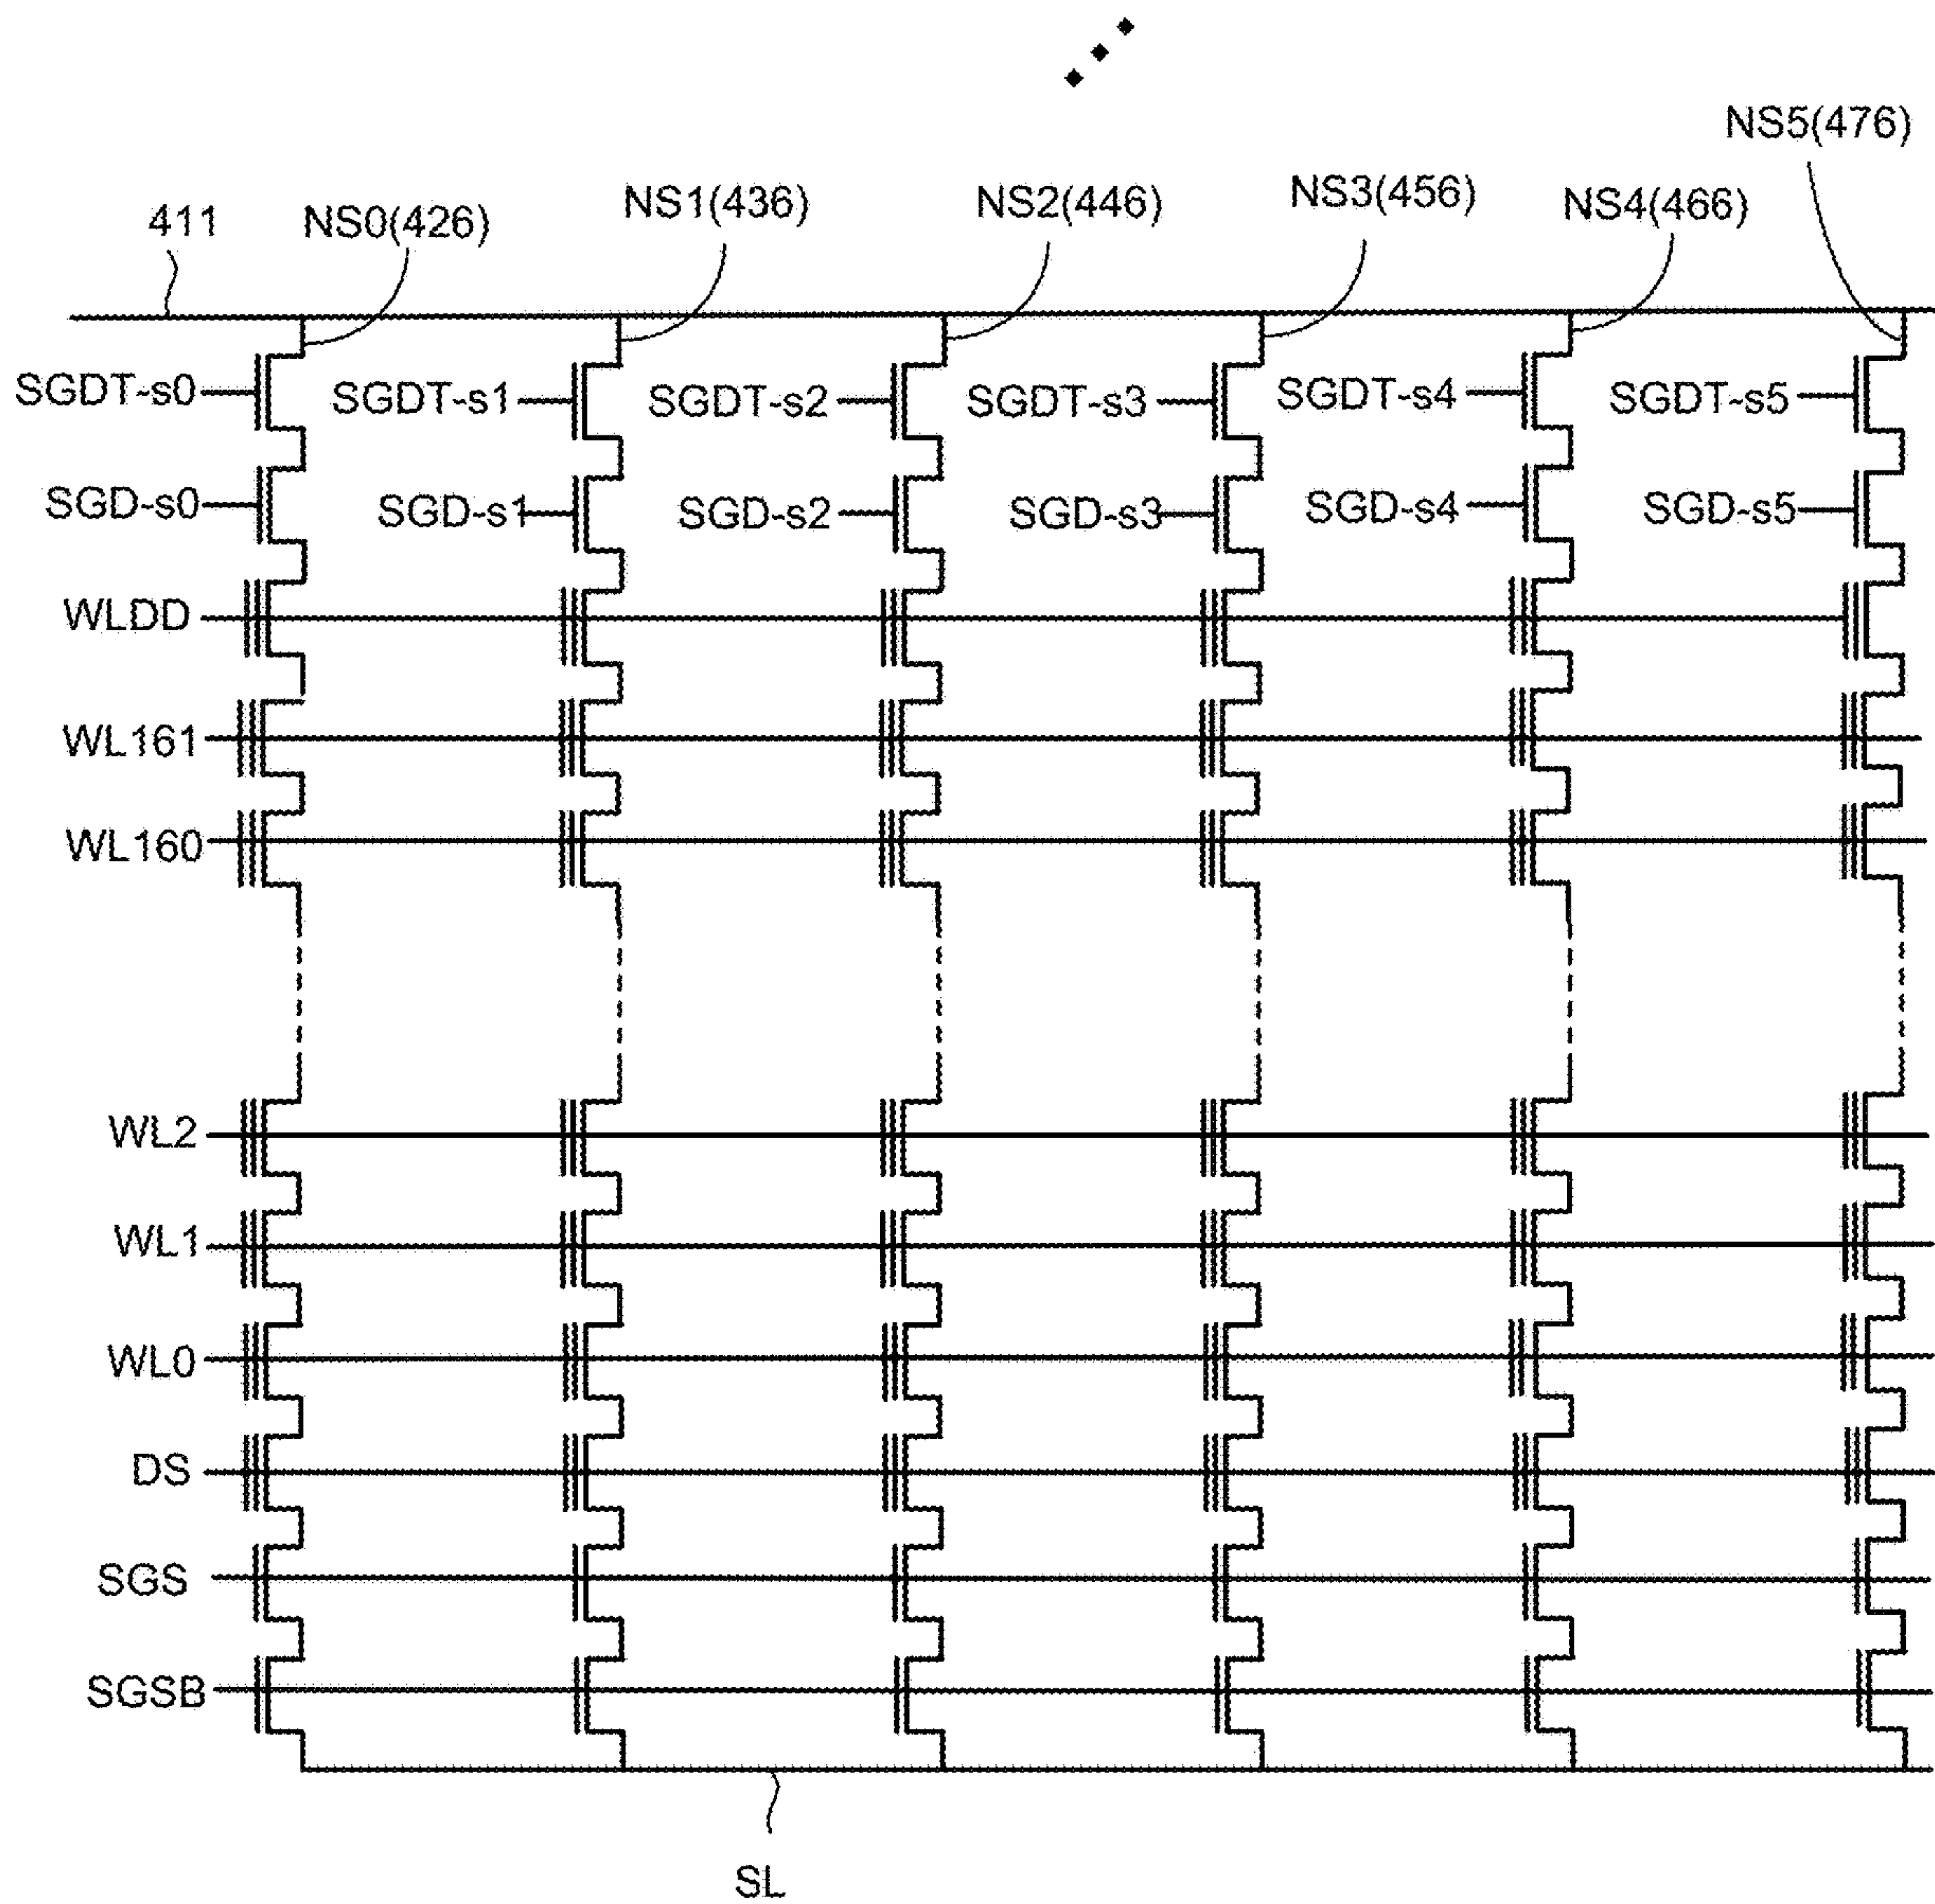 NS5(476)
NS3(456)
NS1(436)
NS2(446)
NS4(466)
411
NS0(426)
SGDT-s0
SGDT-s1
SGDT-s2
SGDT-s3
SGDT-s4
SGDT-s5
SGD-s0
SGD-s1
SGD-s2
SGD-s3
SGD-s4
SGD-s5
WLDD
WL161
WL160
WL2
WL1
WL0
DS
SGS
SGSB
SL